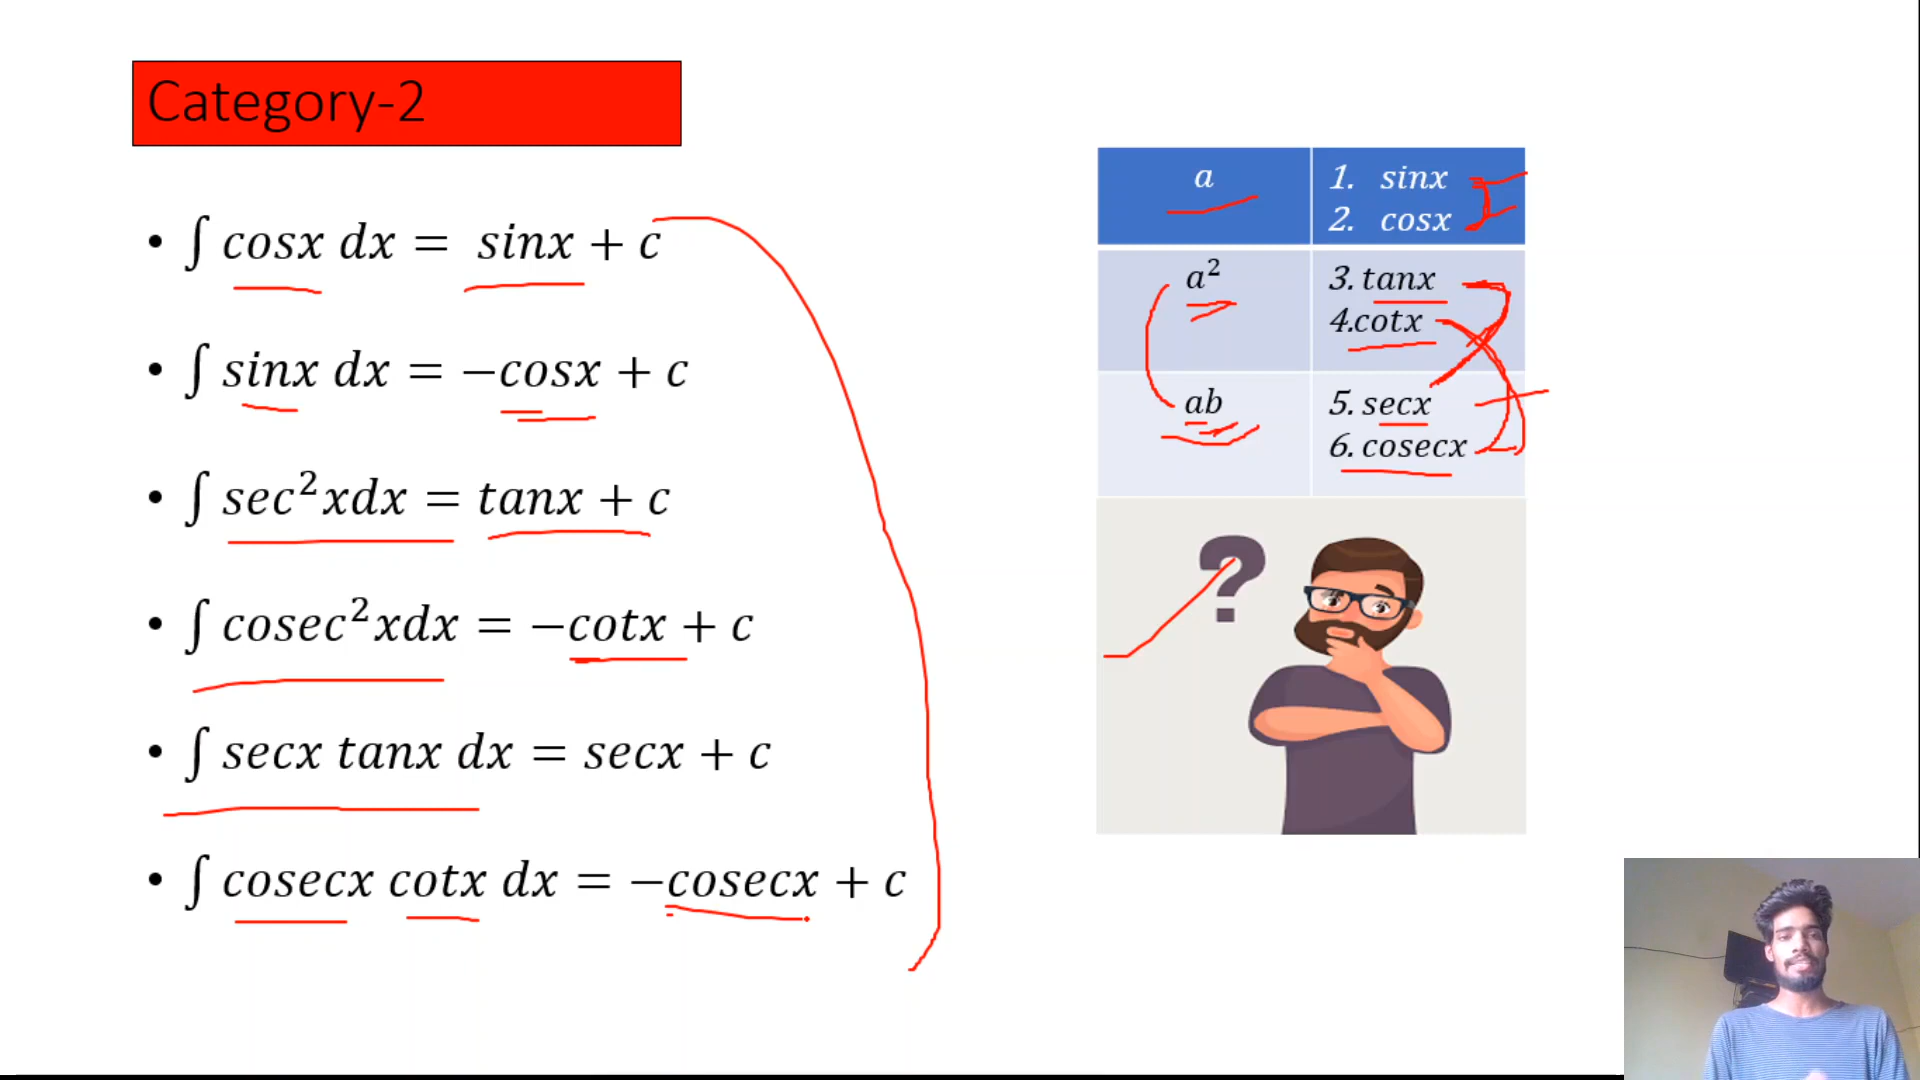 Category-2
• ∫ cosx dx = sinx + c
• ∫ sinx dx = −cosx + c
• ∫ sec²xdx = tanx + c
• ∫ cosec²xdx = −cotx + c
• ∫ secx tanx dx = secx + c
• ∫ cosecx cotx dx = −cosecx + c
a
1. sinx
2. cosx
a²
3. tanx
4.cotx
ab
5. secx
6. cosecx
?